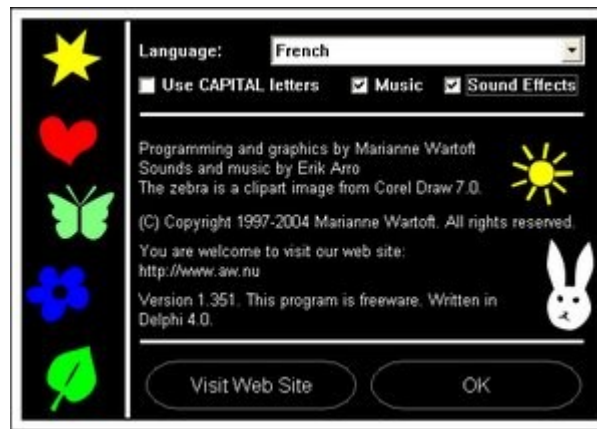 Language: French
Use CAPITAL letters Music Sound Effects
Programming and graphics by Marianne Wartoft
Sounds and music by Erik Arro
The zebra is a clipart image from Corel Draw 7.0.
(C) Copyright 1997-2004 Marianne Wartoft. All rights reserved.
You are welcome to visit our web site:
http://www.aw.nu
Version 1.351. This program is freeware. Written in
Delphi 4.0.
Visit Web Site OK